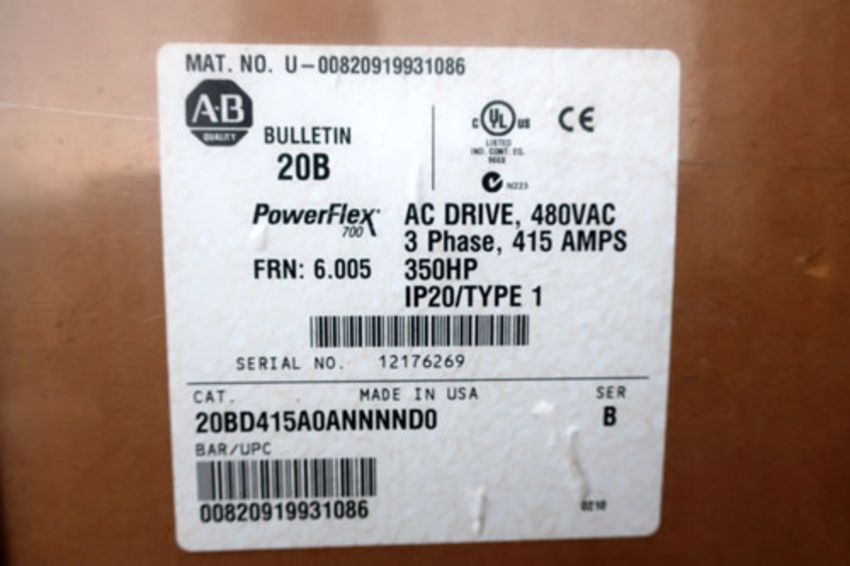 MAT. NO. U-00820919931086
A-B
QUALITY
BULLETIN
20B
C UL US
LISTED
IND. CONT. EQ.
966X
CE
N223
PowerFlex
700
AC DRIVE, 480VAC
3 Phase, 415 AMPS
FRN: 6.005
350HP
IP20/TYPE 1
SERIAL NO. 12176269
CAT. MADE IN USA SER
20BD415A0ANNNND0 B
BAR/UPC
00820919931086
0210